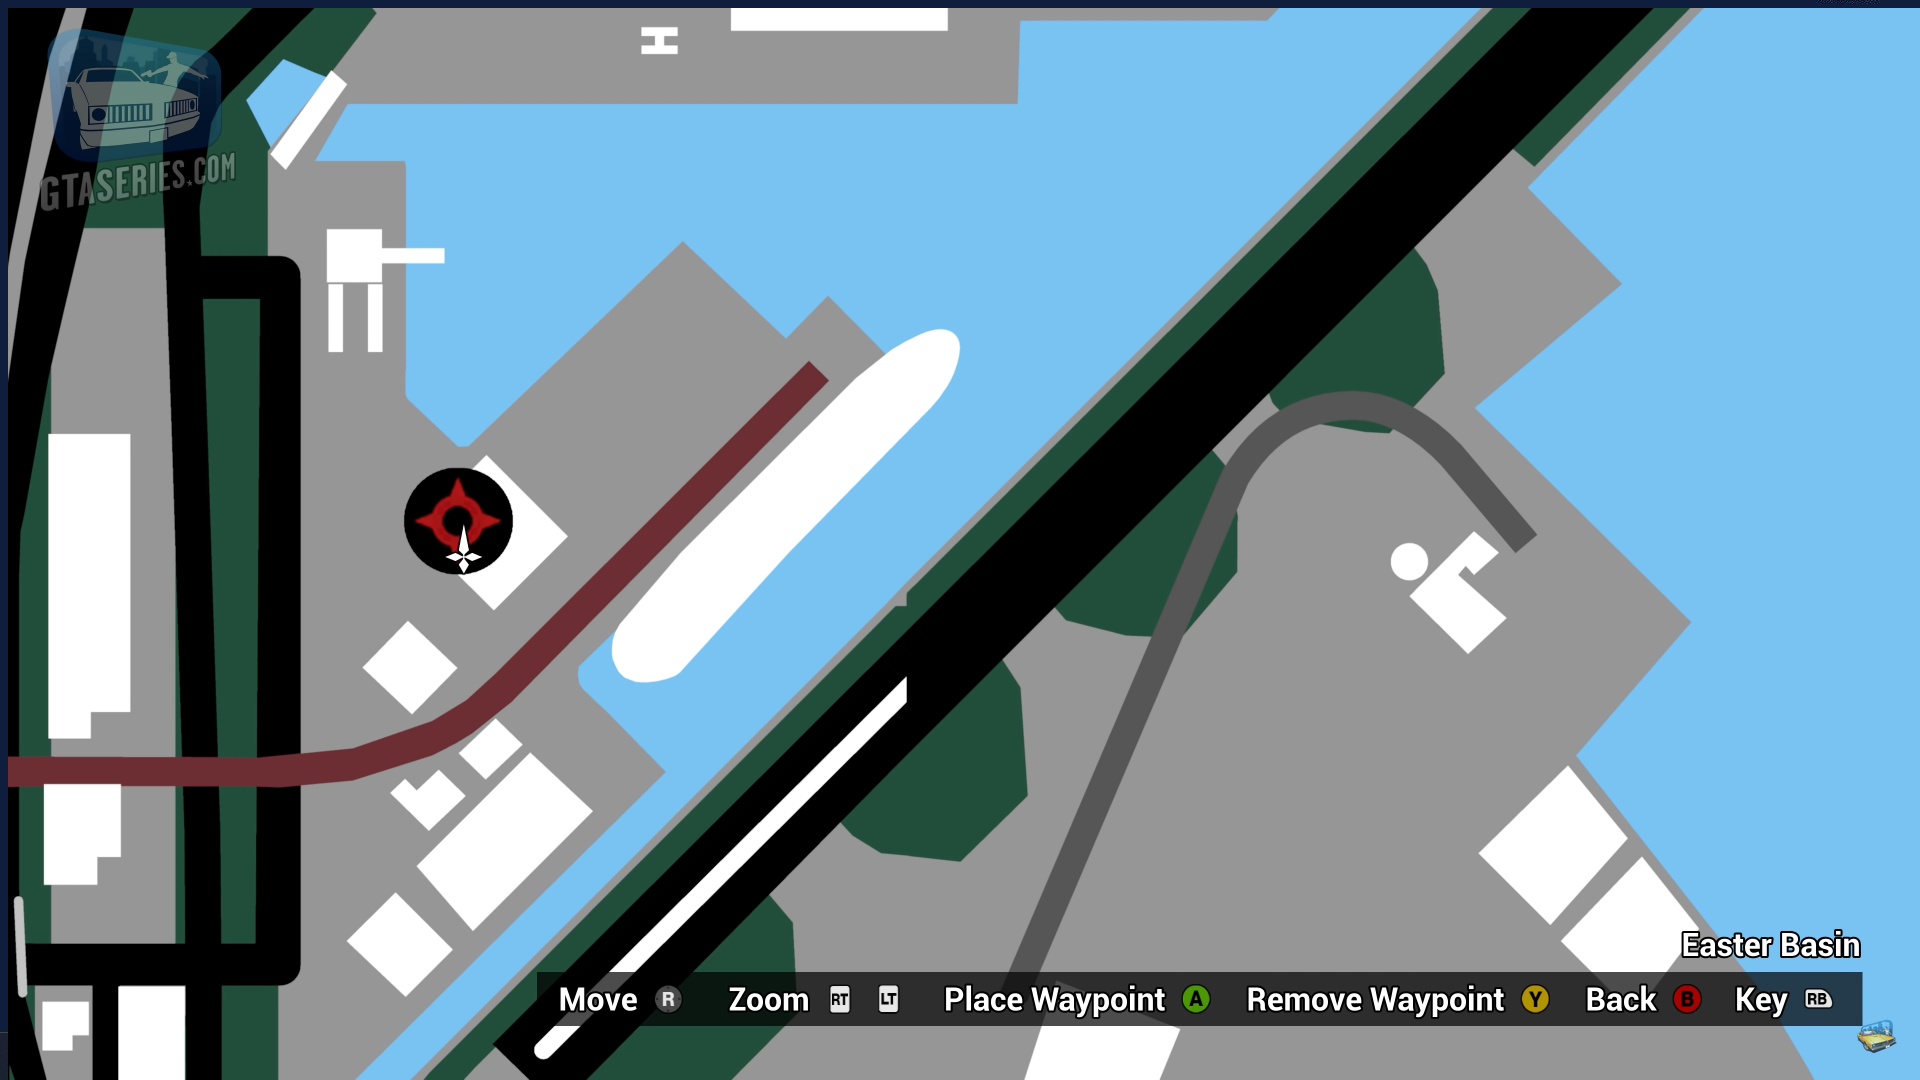 H
GTASERIES.COM
Easter Basin
Move R Zoom RT LT Place Waypoint A Remove Waypoint Y Back B Key RB